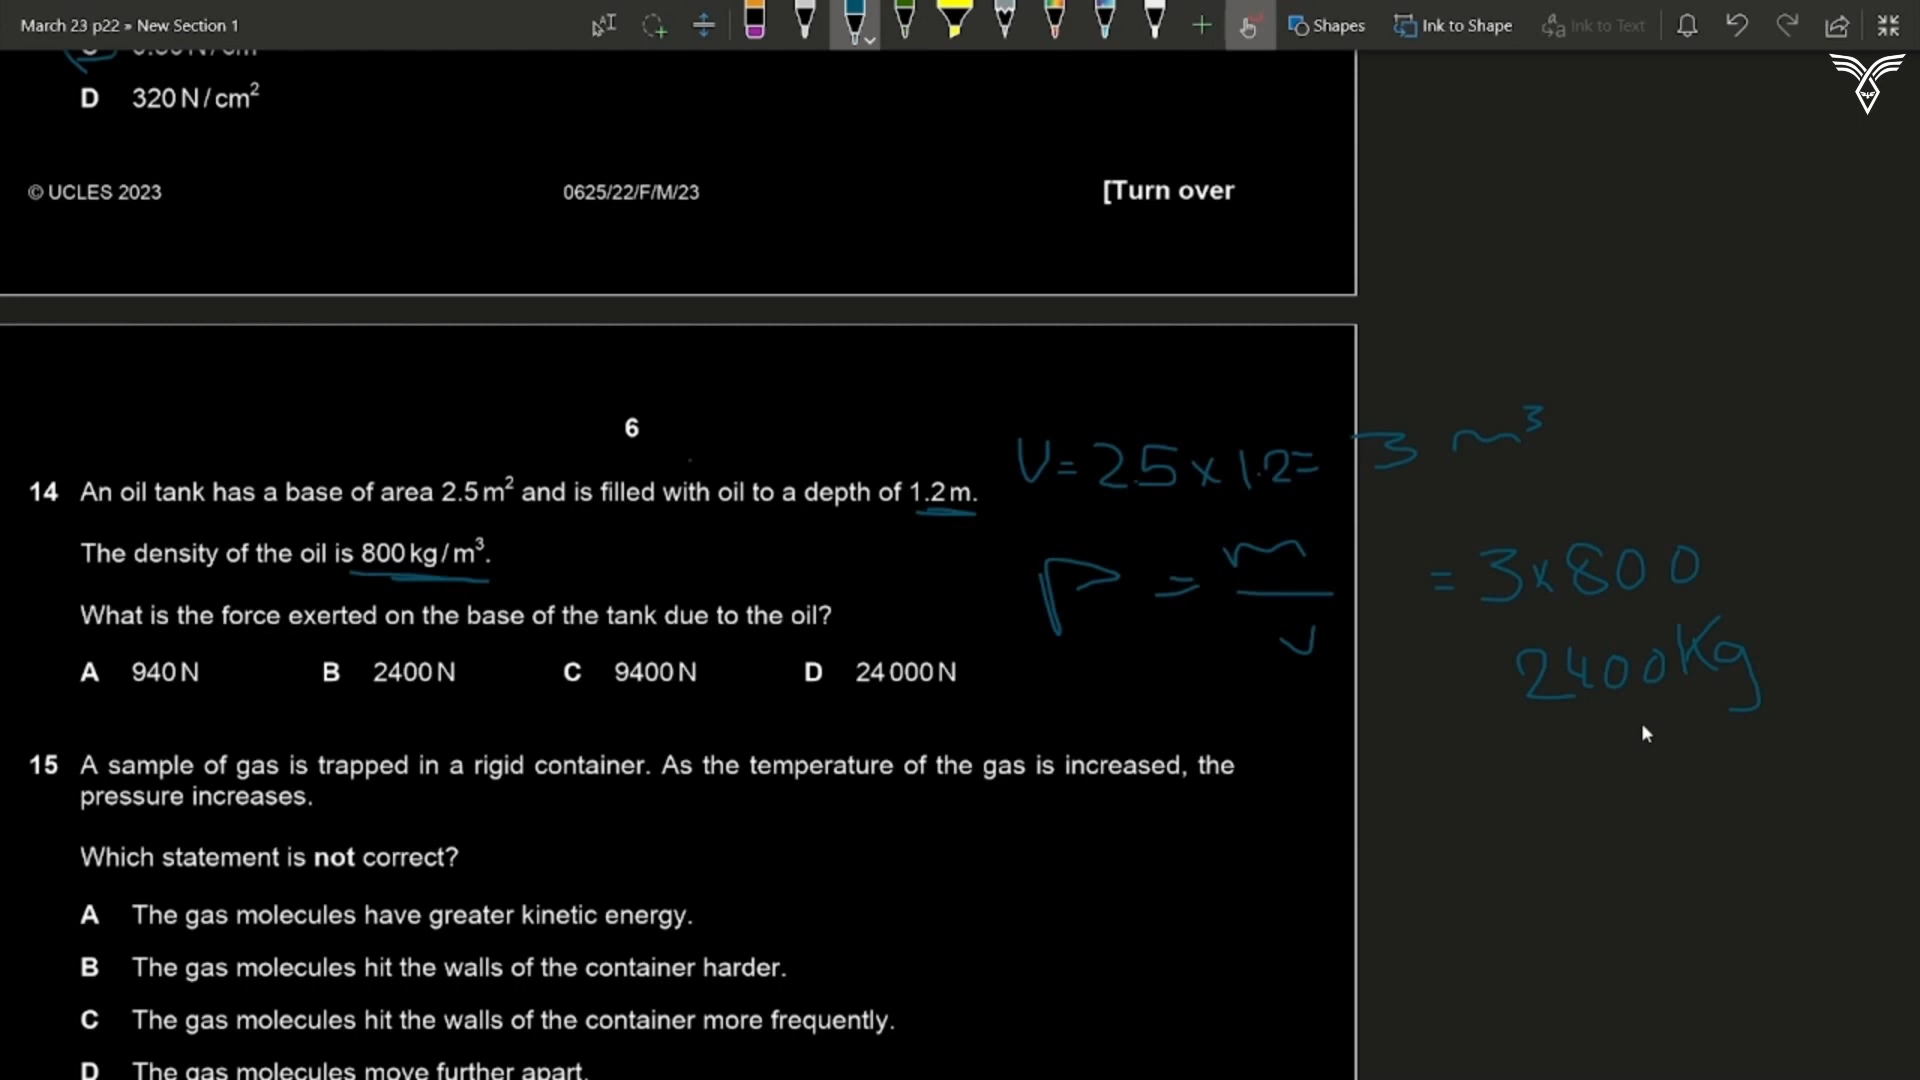 March 23 p22 » New Section 1
Shapes
Ink to Shape
Ink to Text
D 320 N / cm²
© UCLES 2023 0625/22/F/M/23 [Turn over
6
V = 2.5 x 1.2 = 3 m³
14 An oil tank has a base of area 2.5 m² and is filled with oil to a depth of 1.2 m.
The density of the oil is 800 kg / m³.
ρ = m
v
= 3 x 800
2400 Kg
What is the force exerted on the base of the tank due to the oil?
A 940 N B 2400 N C 9400 N D 24 000 N
15 A sample of gas is trapped in a rigid container. As the temperature of the gas is increased, the
pressure increases.
Which statement is not correct?
A The gas molecules have greater kinetic energy.
B The gas molecules hit the walls of the container harder.
C The gas molecules hit the walls of the container more frequently.
D The gas molecules move further apart.